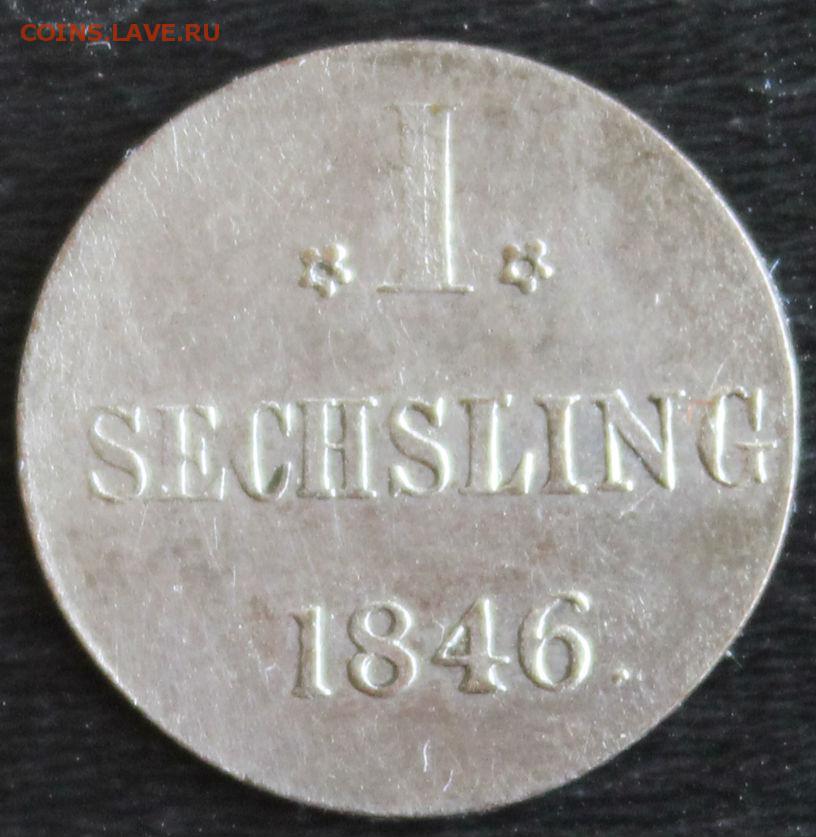 COINS.LAVE.RU
I
SECHSLING
1846.